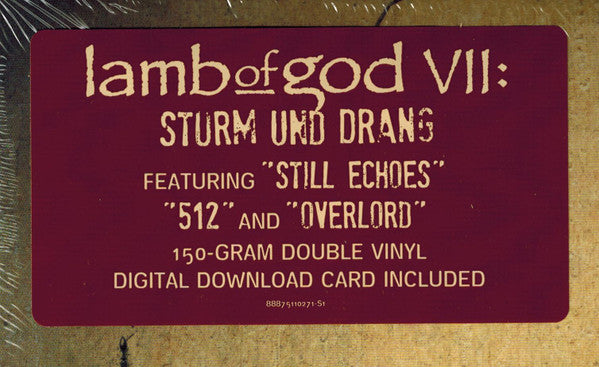 lamb of god VII:
STURM UND DRANG
FEATURING "STILL ECHOES"
"512" AND "OVERLORD"
150-GRAM DOUBLE VINYL
DIGITAL DOWNLOAD CARD INCLUDED
88875110271-S1